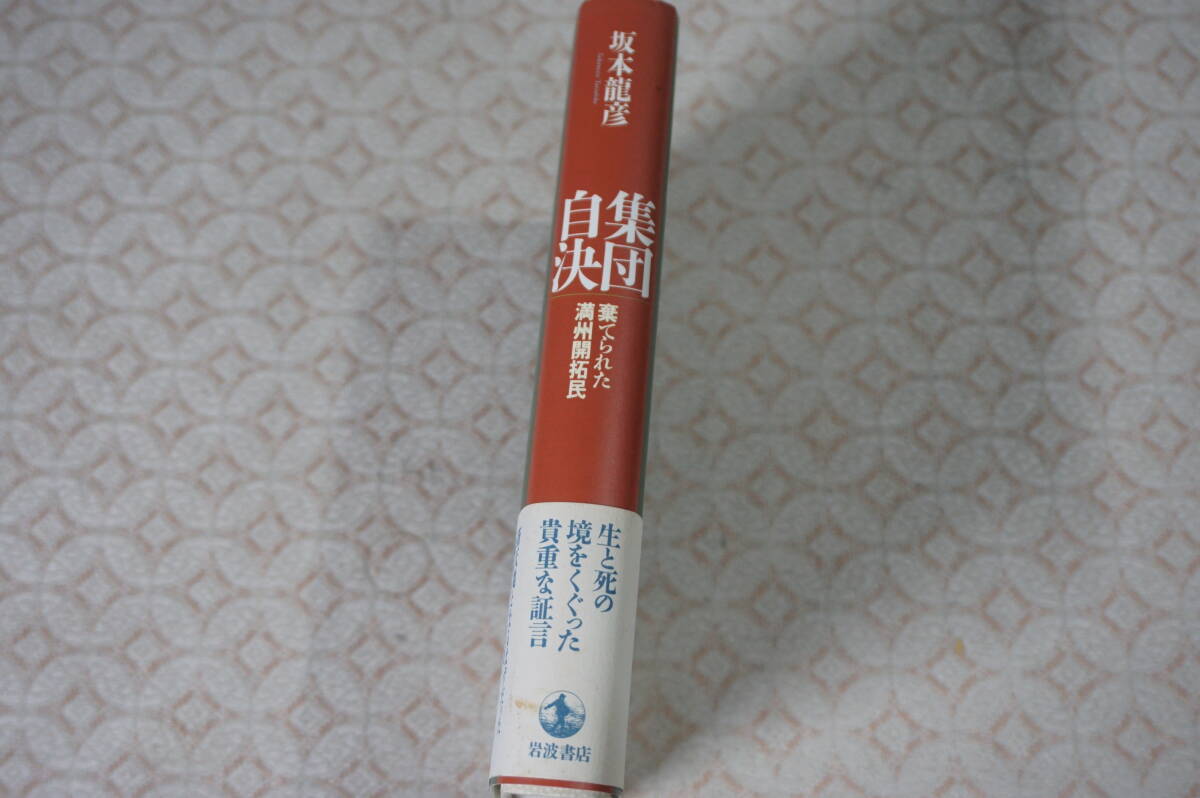 坂本龍彦
集団
自決
棄てられた
満州開拓民
生と死の
境をくぐった
貴重な証言
岩波書店